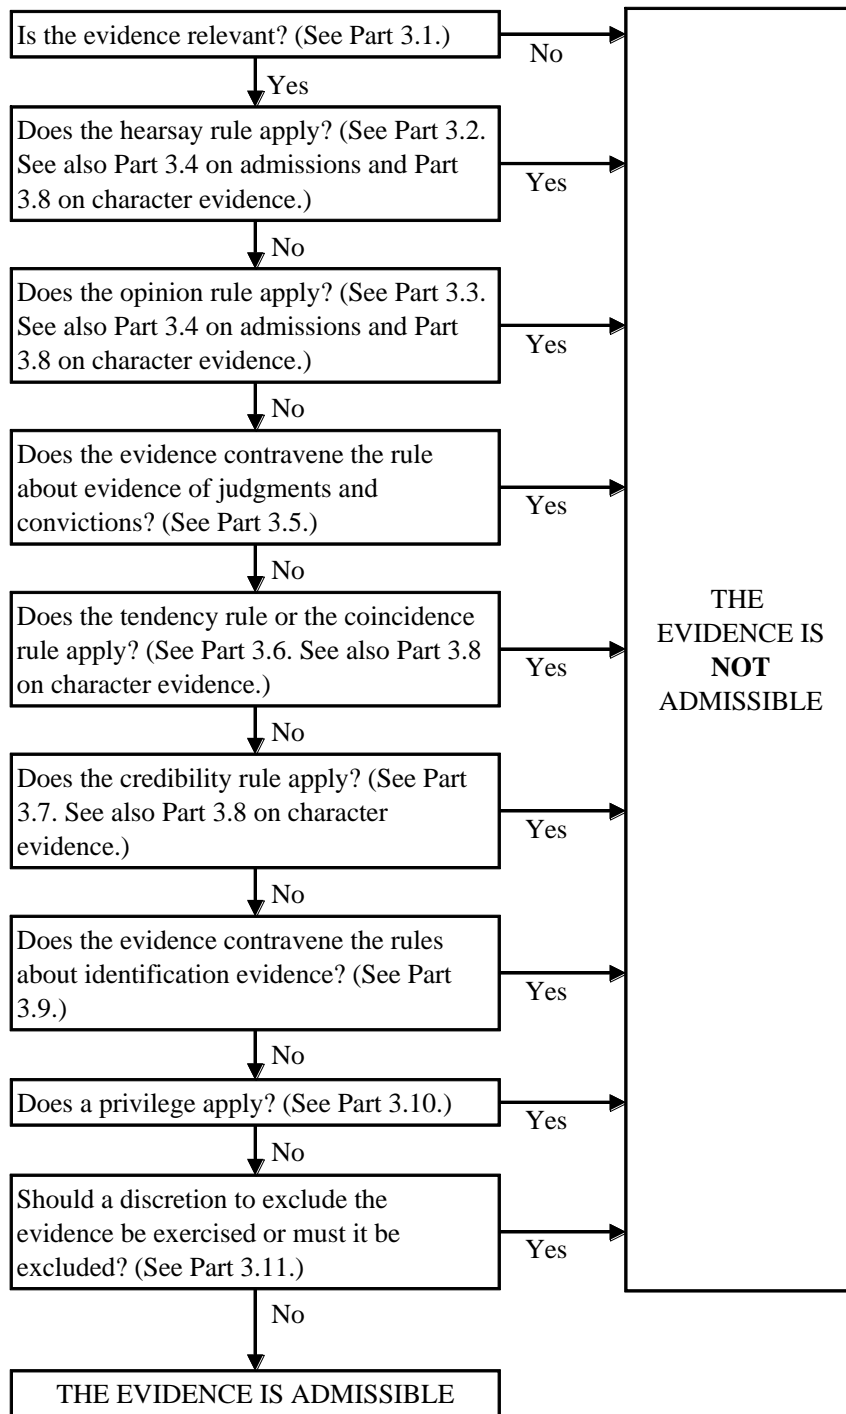 Is the evidence relevant? (See Part 3.1.)
No
Yes
Does the hearsay rule apply? (See Part 3.2.
See also Part 3.4 on admissions and Part
3.8 on character evidence.)
Yes
No
Does the opinion rule apply? (See Part 3.3.
See also Part 3.4 on admissions and Part
3.8 on character evidence.)
Yes
No
Does the evidence contravene the rule
about evidence of judgments and
convictions? (See Part 3.5.)
Yes
No
Does the tendency rule or the coincidence
rule apply? (See Part 3.6. See also Part 3.8
on character evidence.)
Yes
No
Does the credibility rule apply? (See Part
3.7. See also Part 3.8 on character
evidence.)
Yes
No
Does the evidence contravene the rules
about identification evidence? (See Part
3.9.)
Yes
No
Does a privilege apply? (See Part 3.10.)
Yes
No
Should a discretion to exclude the
evidence be exercised or must it be
excluded? (See Part 3.11.)
Yes
No
THE EVIDENCE IS ADMISSIBLE
THE
EVIDENCE IS
NOT
ADMISSIBLE